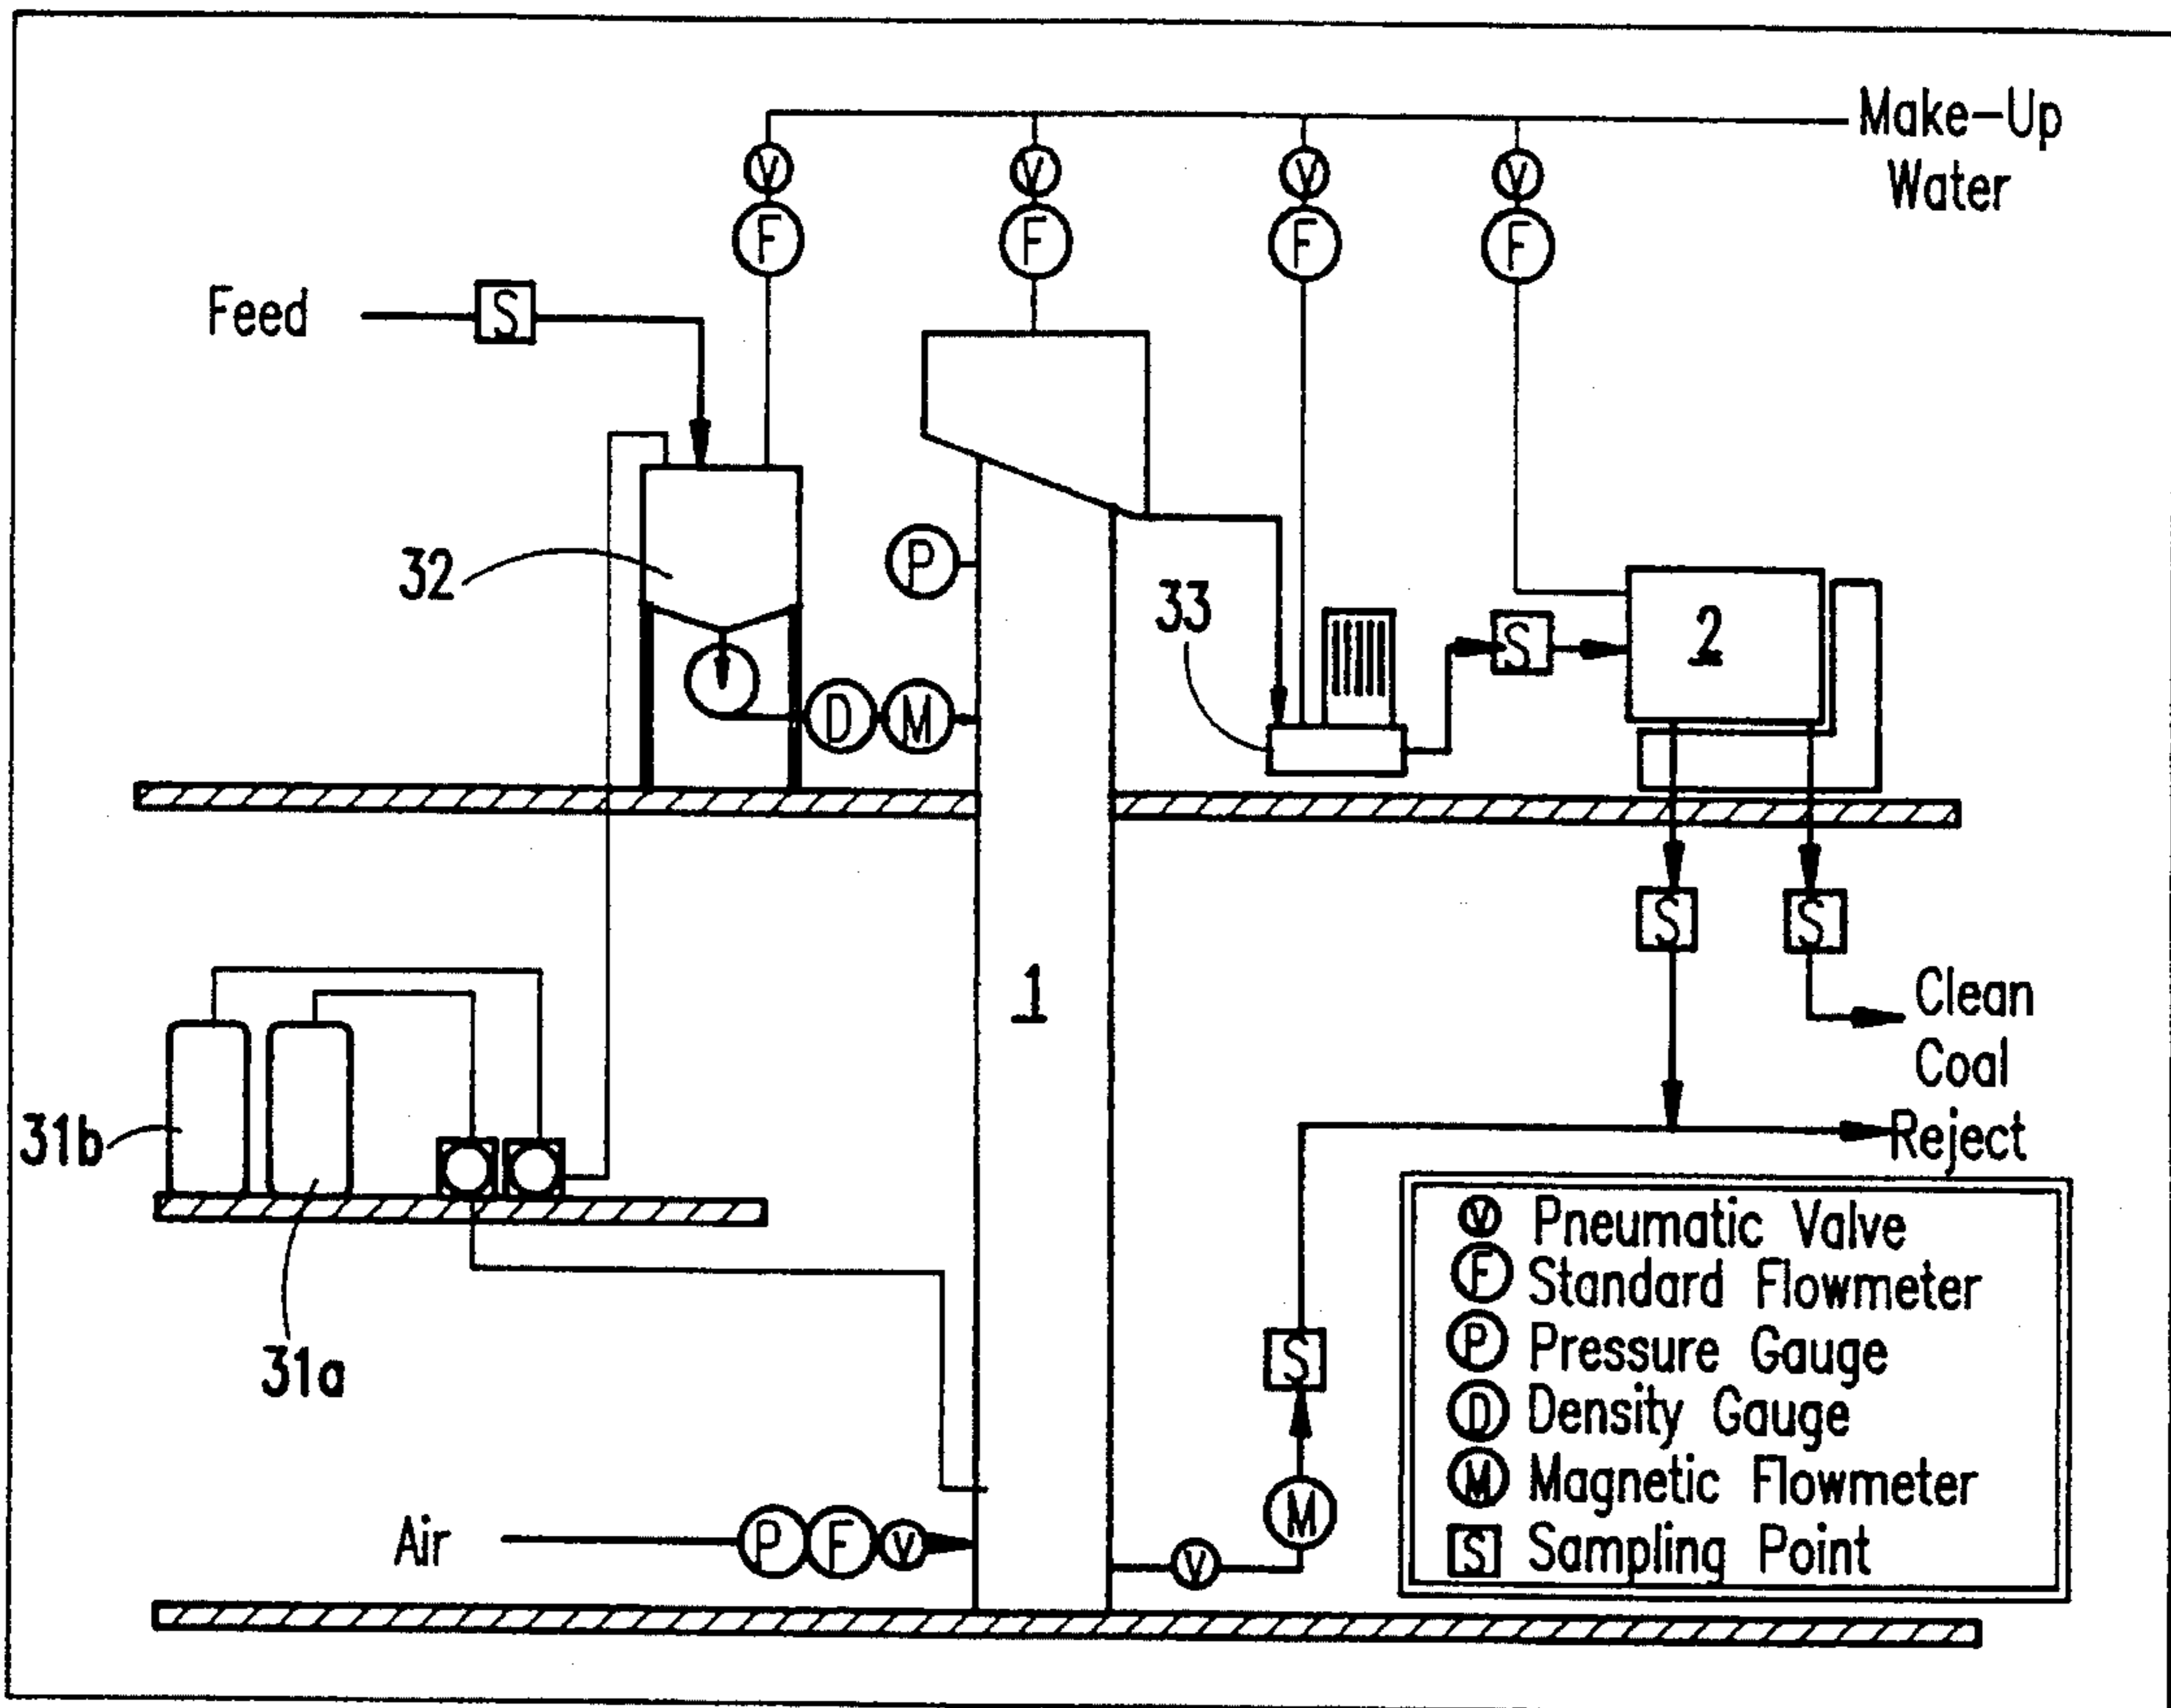 Make-Up
Water
V
V
V
V
F
F
F
F
Feed
S
32
P
33
S
2
D
M
S
S
1
Clean
Coal
31b
Reject
31a
S
M
Air
P
F
V
V
V Pneumatic Valve
F Standard Flowmeter
P Pressure Gauge
D Density Gauge
M Magnetic Flowmeter
S Sampling Point